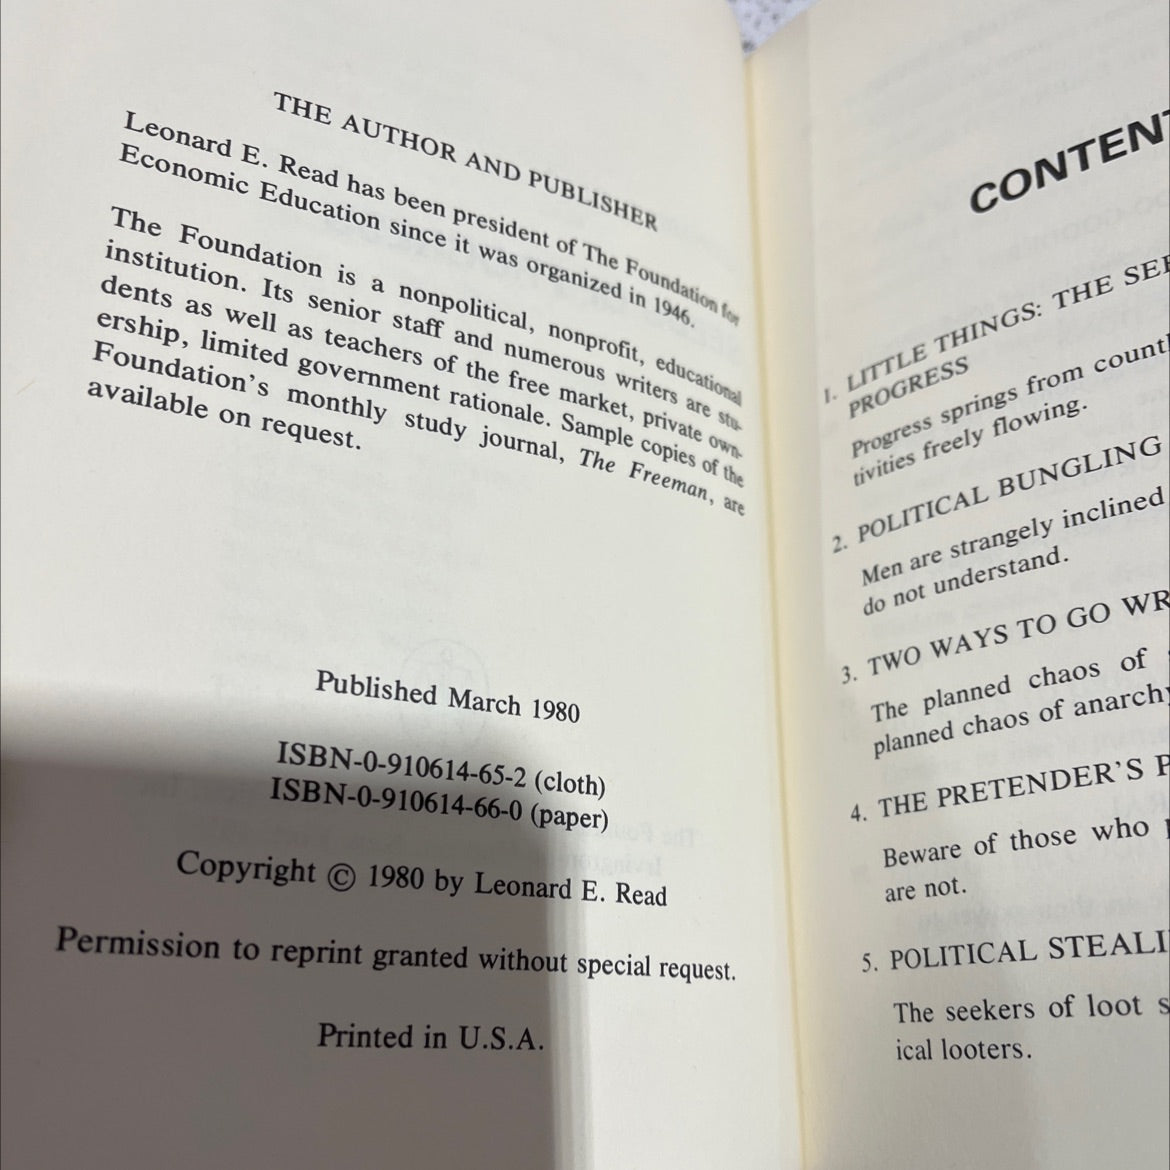 THE AUTHOR AND PUBLISHER
Leonard E. Read has been president of The Foundation for
Economic Education since it was organized in 1946.
The Foundation is a nonpolitical, nonprofit, educational
institution. Its senior staff and numerous writers are stu-
dents as well as teachers of the free market, private own-
ership, limited government rationale. Sample copies of the
Foundation's monthly study journal, The Freeman, are
available on request.
Published March 1980
ISBN-0-910614-65-2 (cloth)
ISBN-0-910614-66-0 (paper)
Copyright © 1980 by Leonard E. Read
Permission to reprint granted without special request.
Printed in U.S.A.
CONTENT
1. LITTLE THINGS: THE SEE
PROGRESS
Progress springs from count
tivities freely flowing.
2. POLITICAL BUNGLING
Men are strangely inclined
do not understand.
3. TWO WAYS TO GO WR
The planned chaos of
planned chaos of anarchy
4. THE PRETENDER'S P
Beware of those who
are not.
5. POLITICAL STEALI
The seekers of loot s
ical looters.